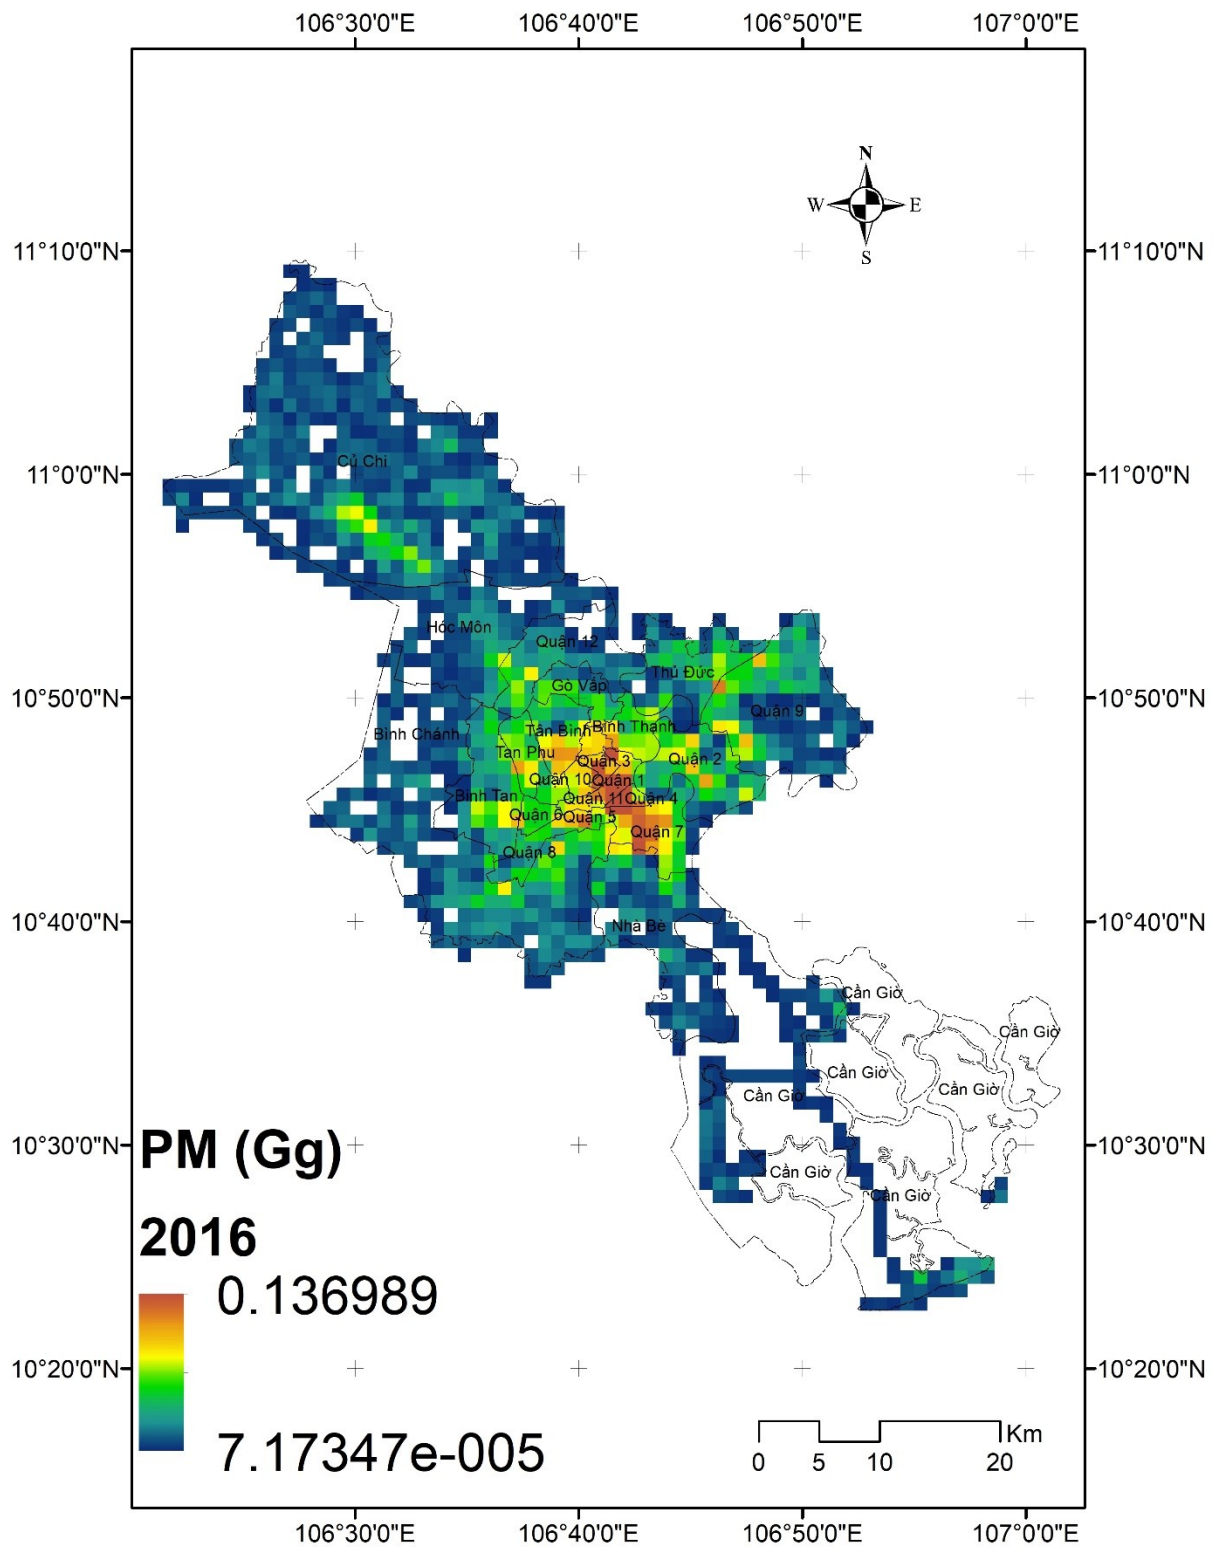 106°30'0"E 106°40'0"E 106°50'0"E 107°0'0"E
N
W E
S
11°10'0"N 11°10'0"N
Củ Chi
11°0'0"N 11°0'0"N
Hóc Môn
Quận 12
Thủ Đức
Gò Vấp
10°50'0"N 10°50'0"N
Quận 9
Bình Chánh Tân Bình Bình Thạnh
Tan Phu Quận 3 Quận 2
Quận 10 Quận 1
Bình Tan Quận 11 Quận 4
Quận 6 Quận 5
Quận 7
Quận 8
10°40'0"N 10°40'0"N
Nhà Bè
Cần Giờ
Cần Giờ
Cần Giờ
Cần Giờ
Cần Giờ
10°30'0"N 10°30'0"N
PM (Gg)
Cần Giờ
Cần Giờ
2016
0.136989
10°20'0"N 10°20'0"N
7.17347e-005
Km
0 5 10 20
106°30'0"E 106°40'0"E 106°50'0"E 107°0'0"E